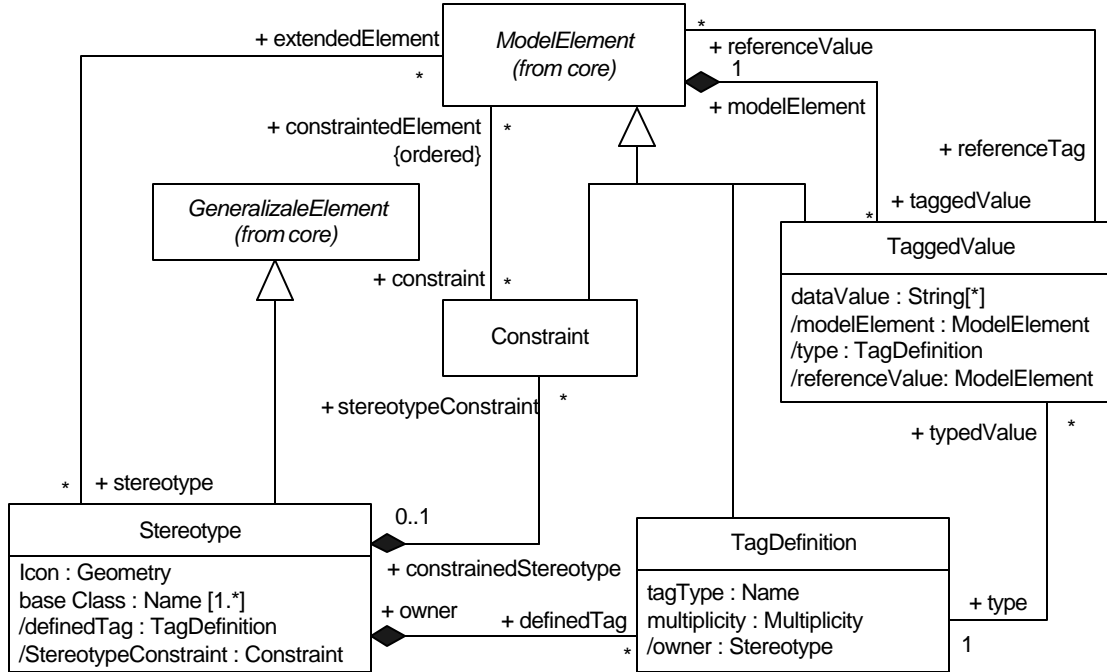 ModelElement
(from core)
+ extendedElement
*
*
+ referenceValue
1
+ modelElement
+ constraintedElement
{ordered}
*
+ referenceTag
GeneralizaleElement
(from core)
+ taggedValue
*
TaggedValue
dataValue : String[*]
/modelElement : ModelElement
/type : TagDefinition
/referenceValue: ModelElement
+ constraint
*
Constraint
+ stereotypeConstraint
*
+ typedValue
*
* + stereotype
Stereotype
Icon : Geometry
base Class : Name [1.*]
/definedTag : TagDefinition
/StereotypeConstraint : Constraint
0..1
+ constrainedStereotype
+ owner
+ definedTag
*
TagDefinition
tagType : Name
multiplicity : Multiplicity
/owner : Stereotype
+ type
1